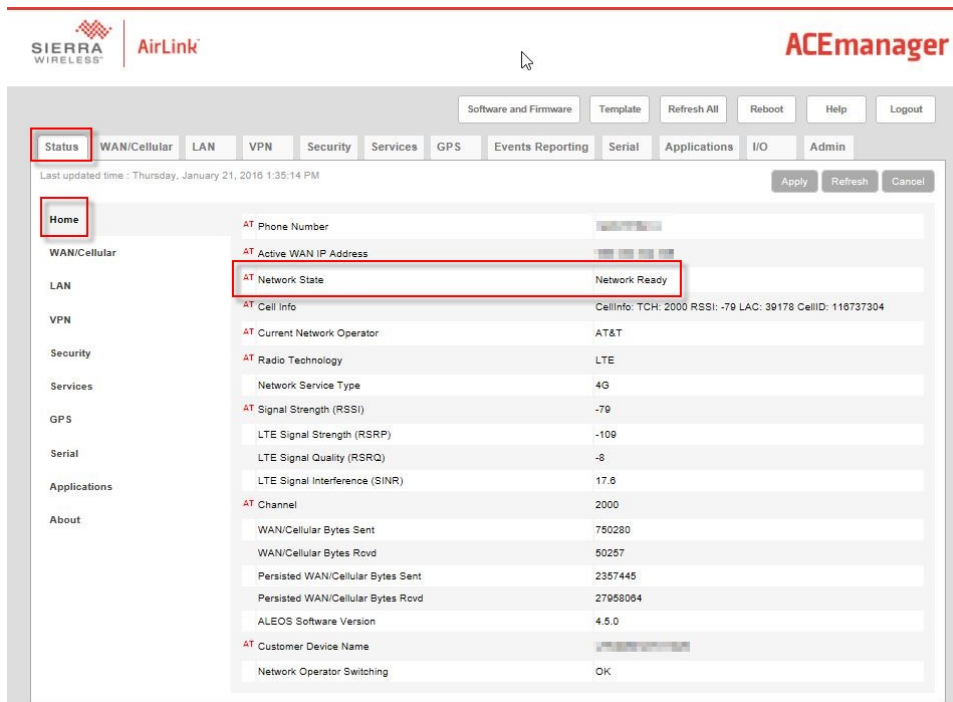 SIERRA
WIRELESS
AirLink
ACEmanager
Software and Firmware Template Refresh All Reboot Help Logout
Status WAN/Cellular LAN VPN Security Services GPS Events Reporting Serial Applications I/O Admin
Last updated time : Thursday, January 21, 2016 1:35:14 PM
Apply Refresh Cancel
Home
WAN/Cellular
LAN
VPN
Security
Services
GPS
Serial
Applications
About
AT Phone Number
AT Active WAN IP Address
AT Network State Network Ready
AT Cell Info CellInfo: TCH: 2000 RSSI: -79 LAC: 39178 CellID: 116737304
AT Current Network Operator AT&T
AT Radio Technology LTE
Network Service Type 4G
AT Signal Strength (RSSI) -79
LTE Signal Strength (RSRP) -109
LTE Signal Quality (RSRQ) -8
LTE Signal Interference (SINR) 17.6
AT Channel 2000
WAN/Cellular Bytes Sent 750280
WAN/Cellular Bytes Rcvd 50257
Persisted WAN/Cellular Bytes Sent 2357445
Persisted WAN/Cellular Bytes Rcvd 27958064
ALEOS Software Version 4.5.0
AT Customer Device Name
Network Operator Switching OK